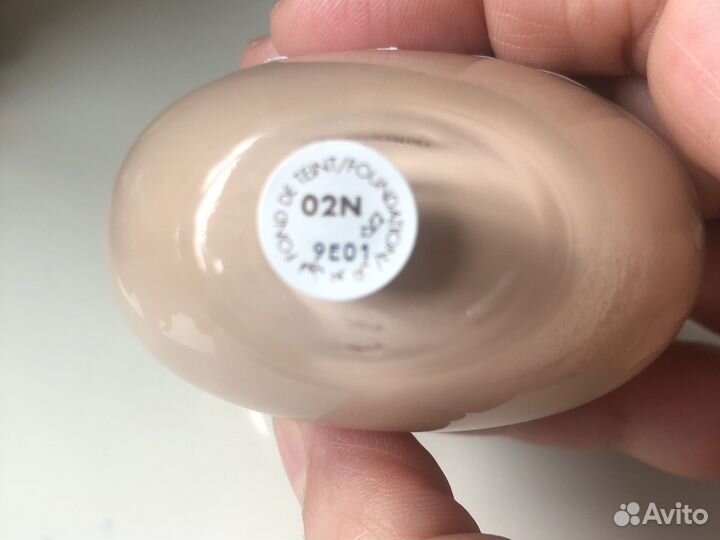 FOND DE TEINT/FOUNDATION/
02N
9E01
Avito